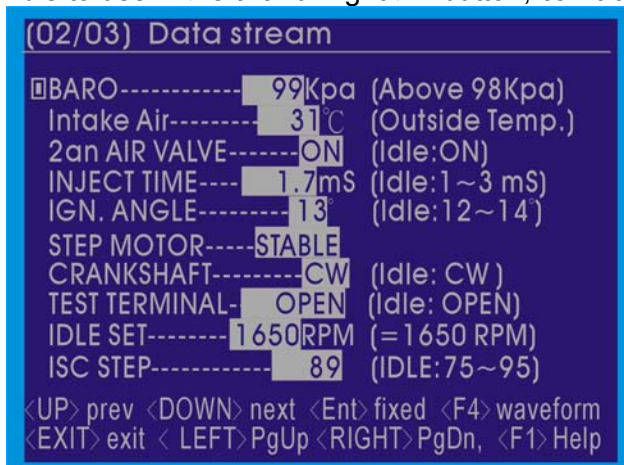 (02/03) Data stream
BARO------------ 99Kpa (Above 98Kpa)
Intake Air--------- 31℃ (Outside Temp.)
2an AIR VALVE-------ON (Idle:ON)
INJECT TIME---- 1.7mS (Idle:1~3 mS)
IGN. ANGLE--------- 13° (Idle:12~14°)
STEP MOTOR-----STABLE
CRANKSHAFT---------CW (Idle: CW )
TEST TERMINAL- OPEN (Idle: OPEN)
IDLE SET-------- 1650RPM (=1650 RPM)
ISC STEP------------ 89 (IDLE:75~95)
<UP> prev <DOWN> next <Ent> fixed <F4> waveform
<EXIT> exit < LEFT> PgUp <RIGHT> PgDn, <F1> Help